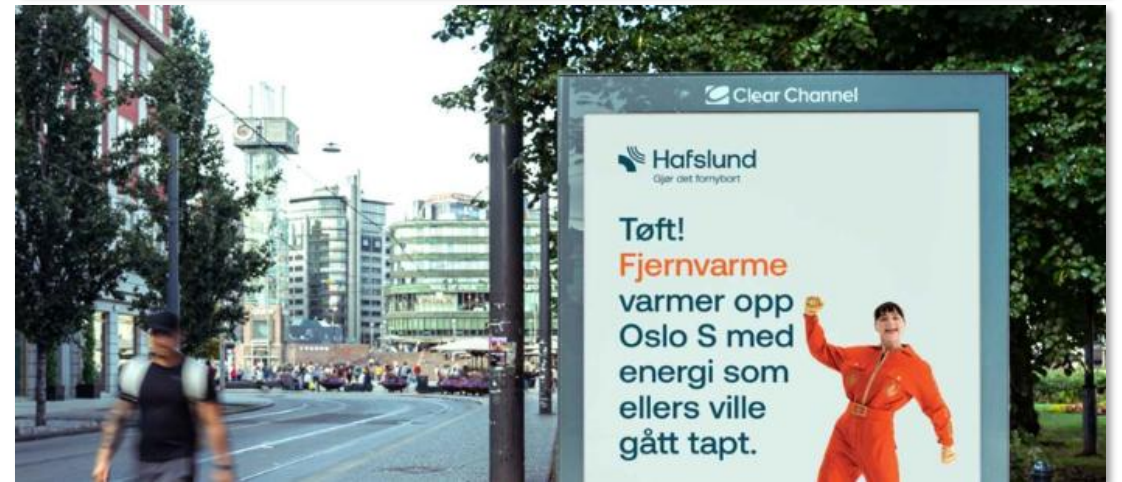 Clear Channel
Hafslund
Gjør det fornybart
Tøft!
Fjernvarme
varmer opp
Oslo S med
energi som
ellers ville
gått tapt.